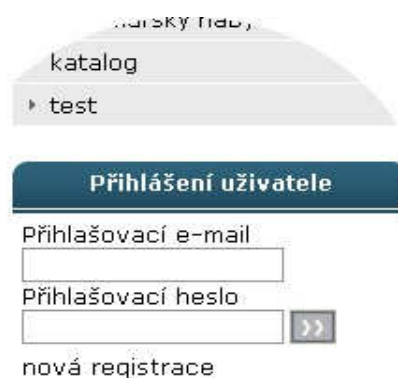 katalog
test
Přihlášení uživatele
Přihlašovací e-mail
Přihlašovací heslo
nová registrace